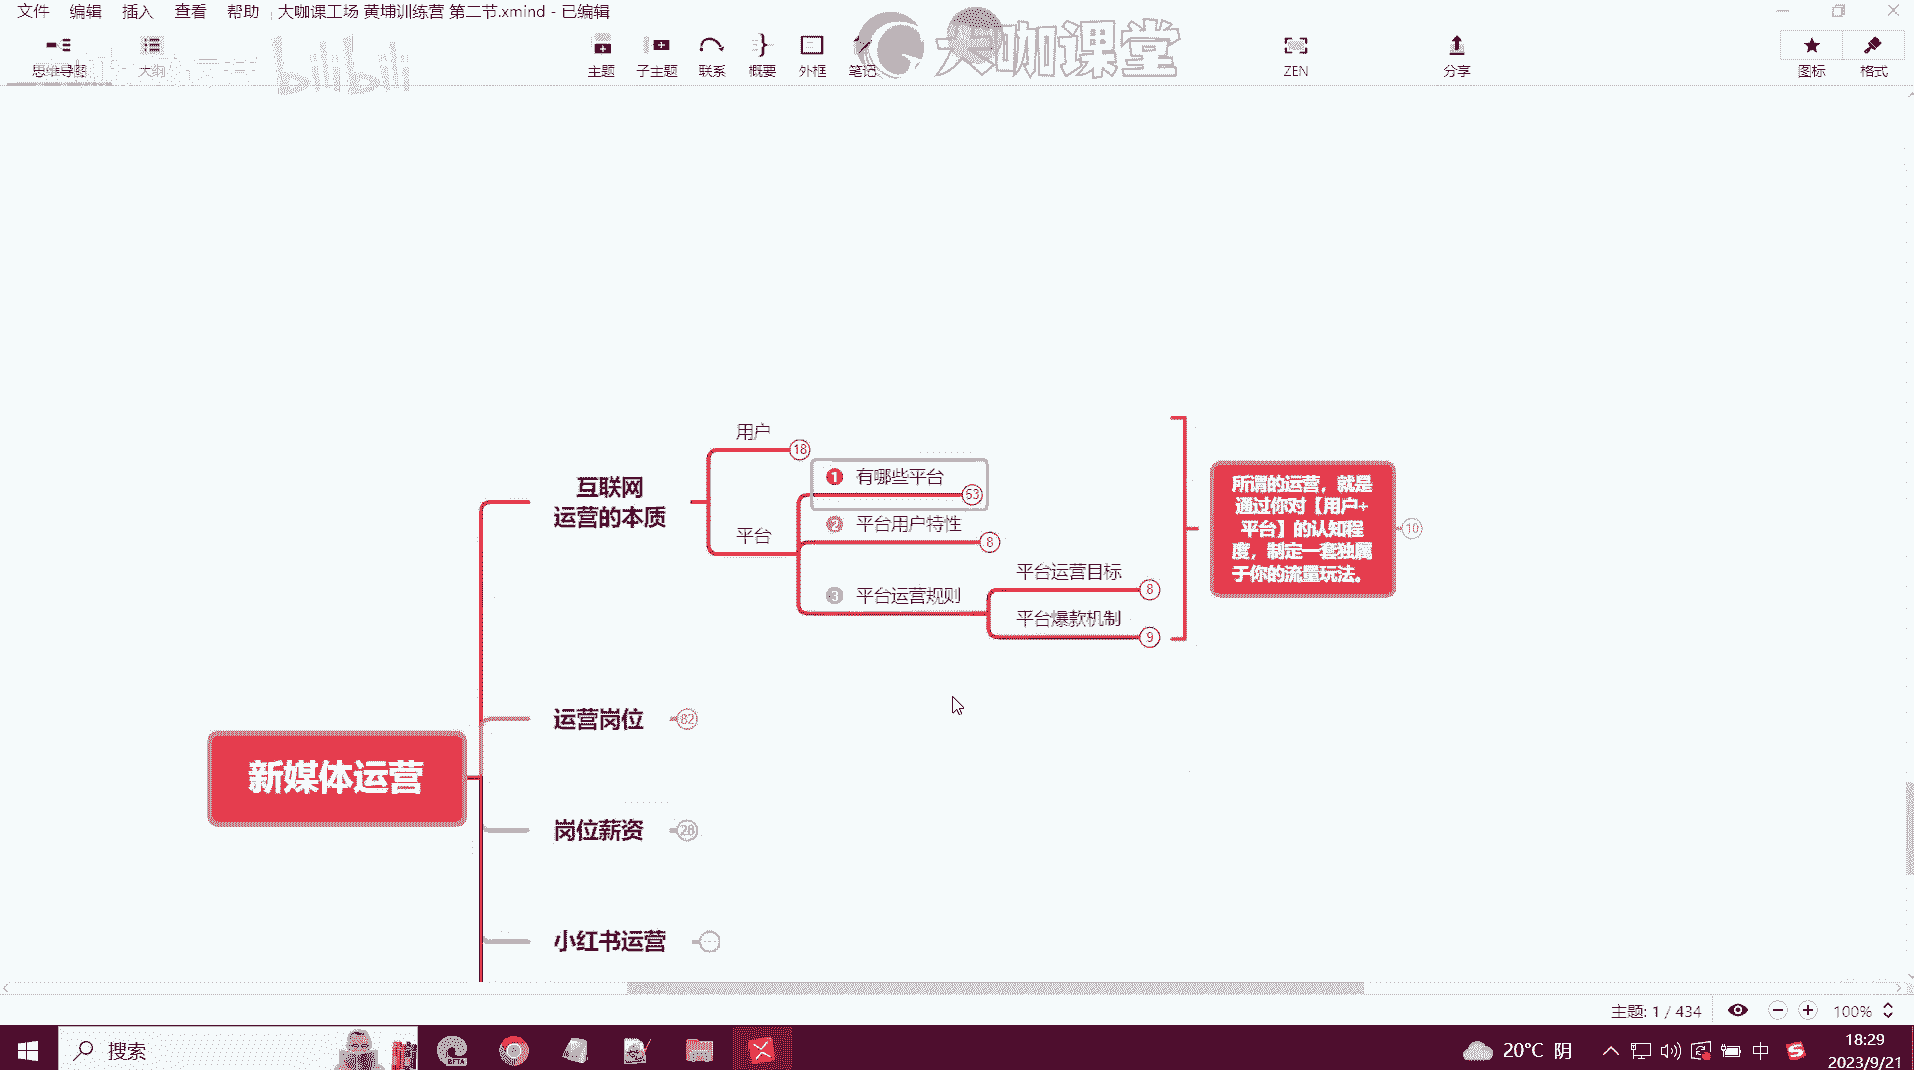 文件 编辑 插入 查看 帮助 大咖课工场 黄埔训练营 第二节.xmind - 已编辑
思维导图 大纲 主题 子主题 联系 概要 外框 笔记 ZEN 分享 图标 格式
bilibili
大咖课堂
用户
18
1 有哪些平台
53
2 平台用户特性
8
平台
3 平台运营规则
平台运营目标
8
平台爆款机制
9
互联网
运营的本质
所谓的运营，就是
通过你对【用户+
平台】的认知程
度，制定一套独属
于你的流量玩法。
10
运营岗位
82
新媒体运营
岗位薪资
28
小红书运营
主题: 1 / 434
100%
搜索
BETA
20°C 阴
中
18:29
2023/9/21